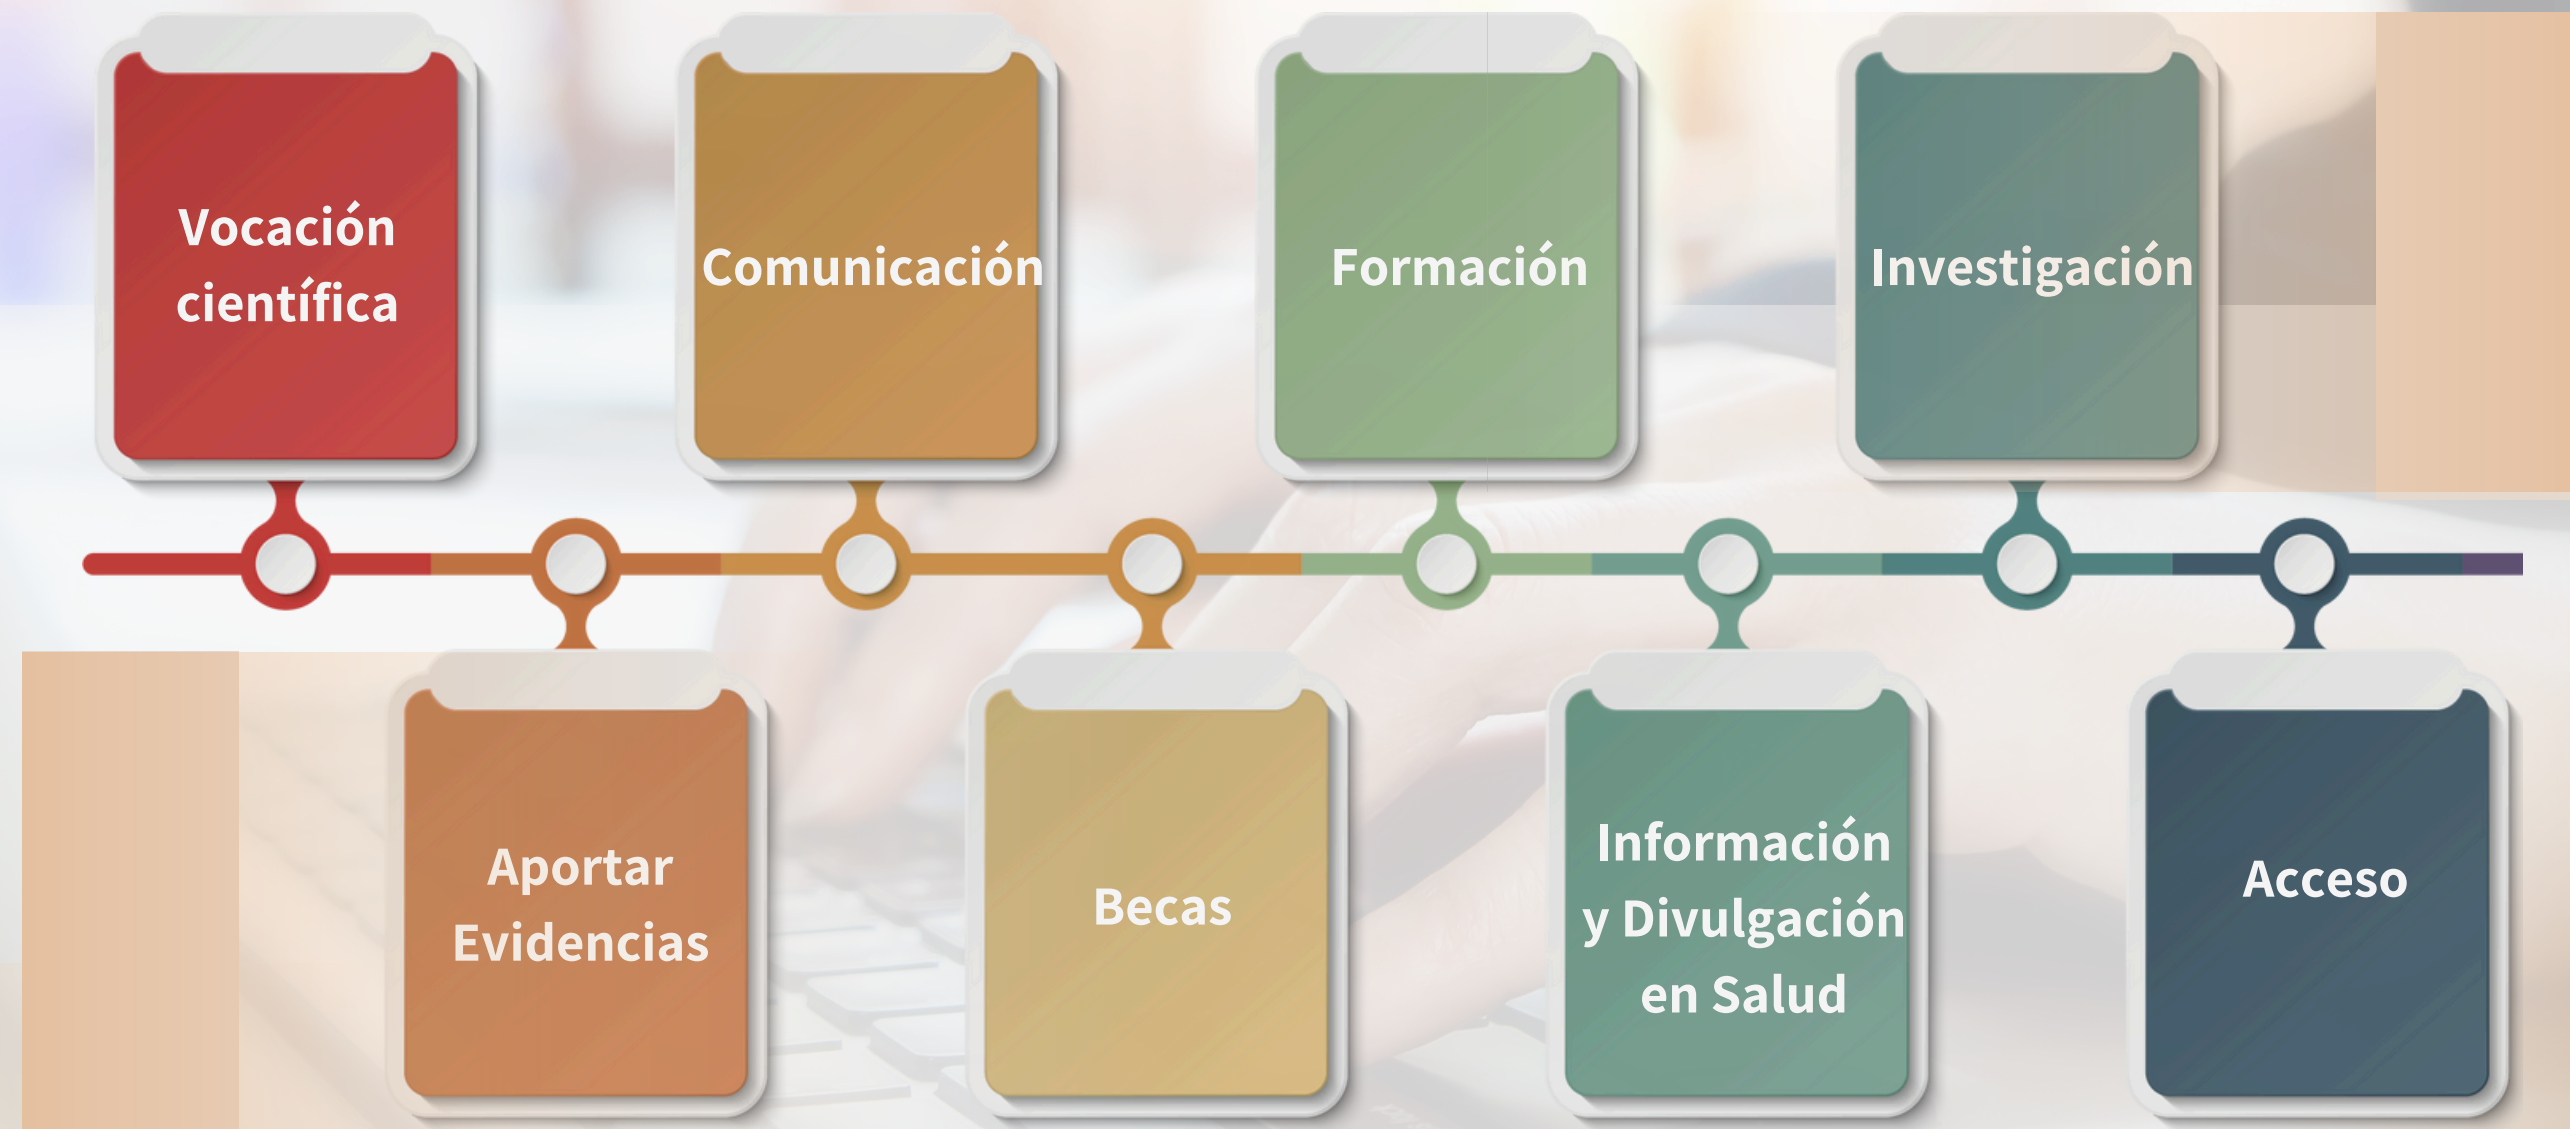 Vocación
científica
Comunicación
Formación
Investigación
Aportar
Evidencias
Becas
Información
y Divulgación
en Salud
Acceso